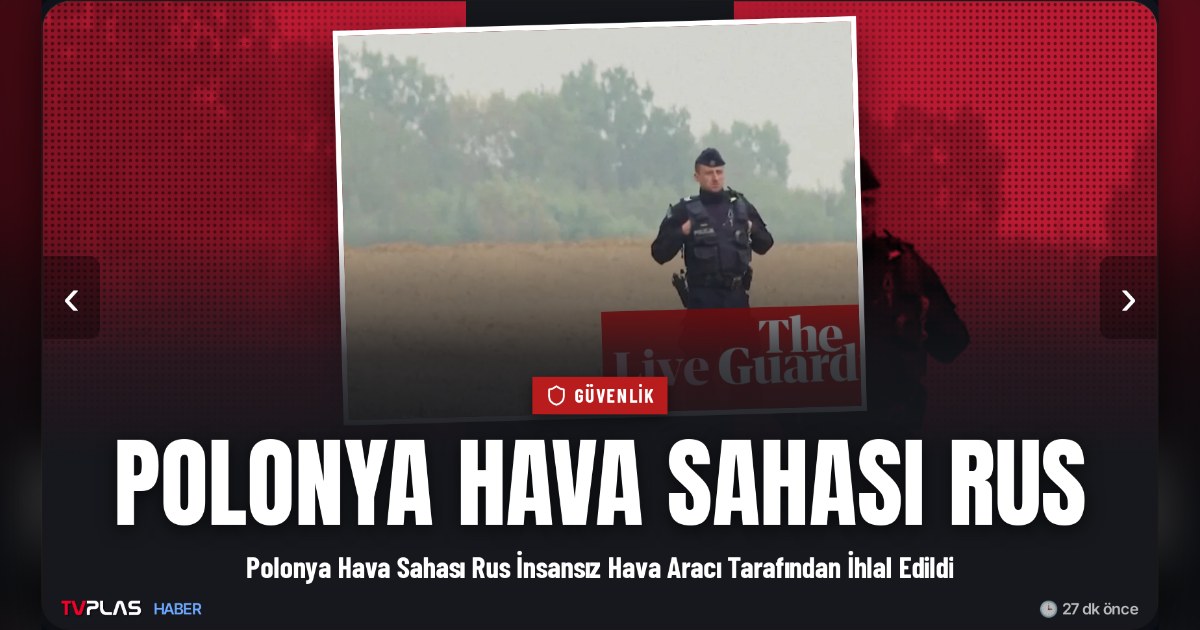 POLICJA
The
Live Guard
GÜVENLİK
POLONYA HAVA SAHASI RUS
Polonya Hava Sahası Rus İnsansız Hava Aracı Tarafından İhlal Edildi
TVPLAS HABER
27 dk önce